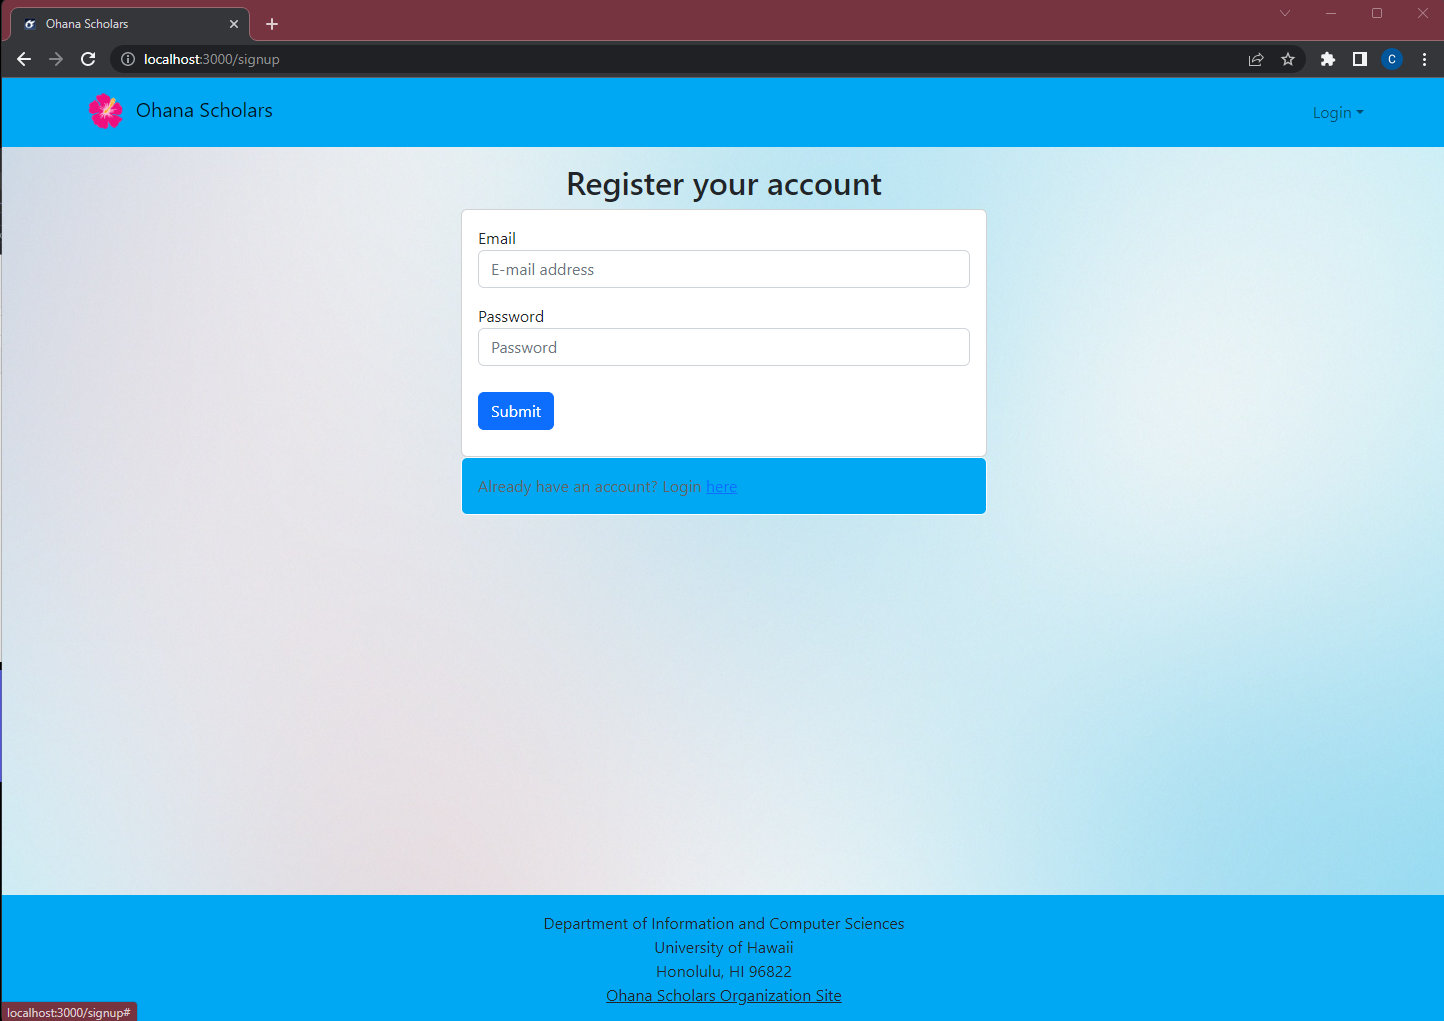 Ohana Scholars
localhost:3000/signup
C
Ohana Scholars
Login
Register your account
Email
E-mail address
Password
Password
Submit
Already have an account? Login here
Department of Information and Computer Sciences
University of Hawaii
Honolulu, HI 96822
Ohana Scholars Organization Site
localhost:3000/signup#